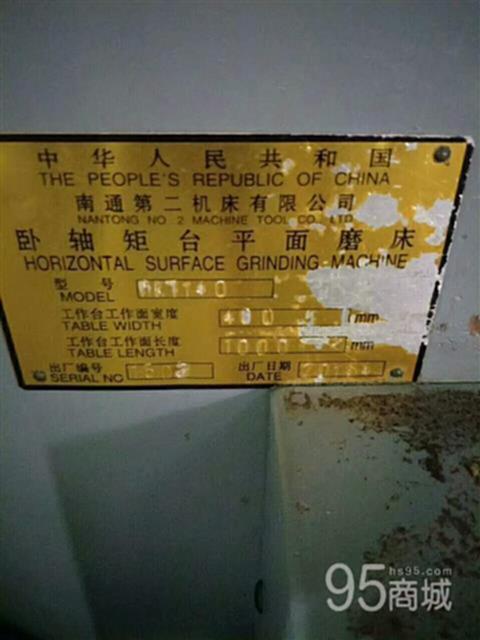 中华人民共和国
THE PEOPLE'S REPUBLIC OF CHINA
南通第二机床有限公司
NANTONG NO 2 MACHINE TOOL CO., LTD
卧轴矩台平面磨床
HORIZONTAL SURFACE GRINDING MACHINE
型号
MODEL
工作台工作面宽度
TABLE WIDTH 400 mm
工作台工作面长度
TABLE LENGTH 1000 mm
出厂编号 出厂日期
SERIAL NO DATE
95商城
hs95.com